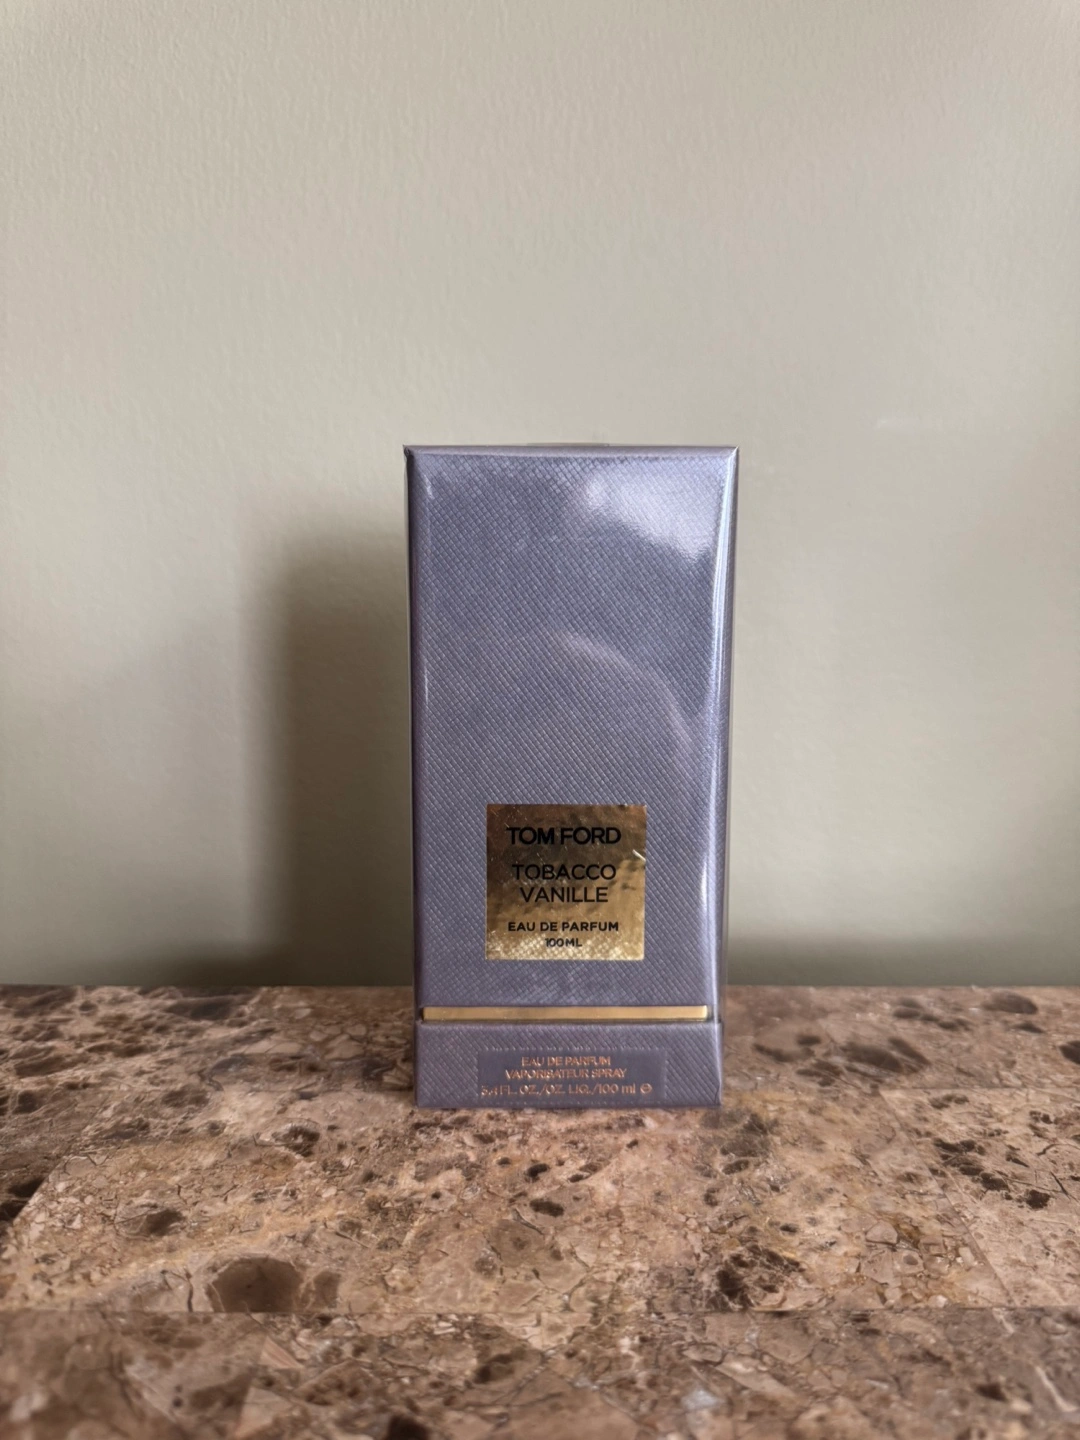 TOM FORD
TOBACCO
VANILLE
EAU DE PARFUM
100ML
EAU DE PARFUM
VAPORISATEUR SPRAY
3,4 FL. OZ./OZ. LIQ./100 ml ℮